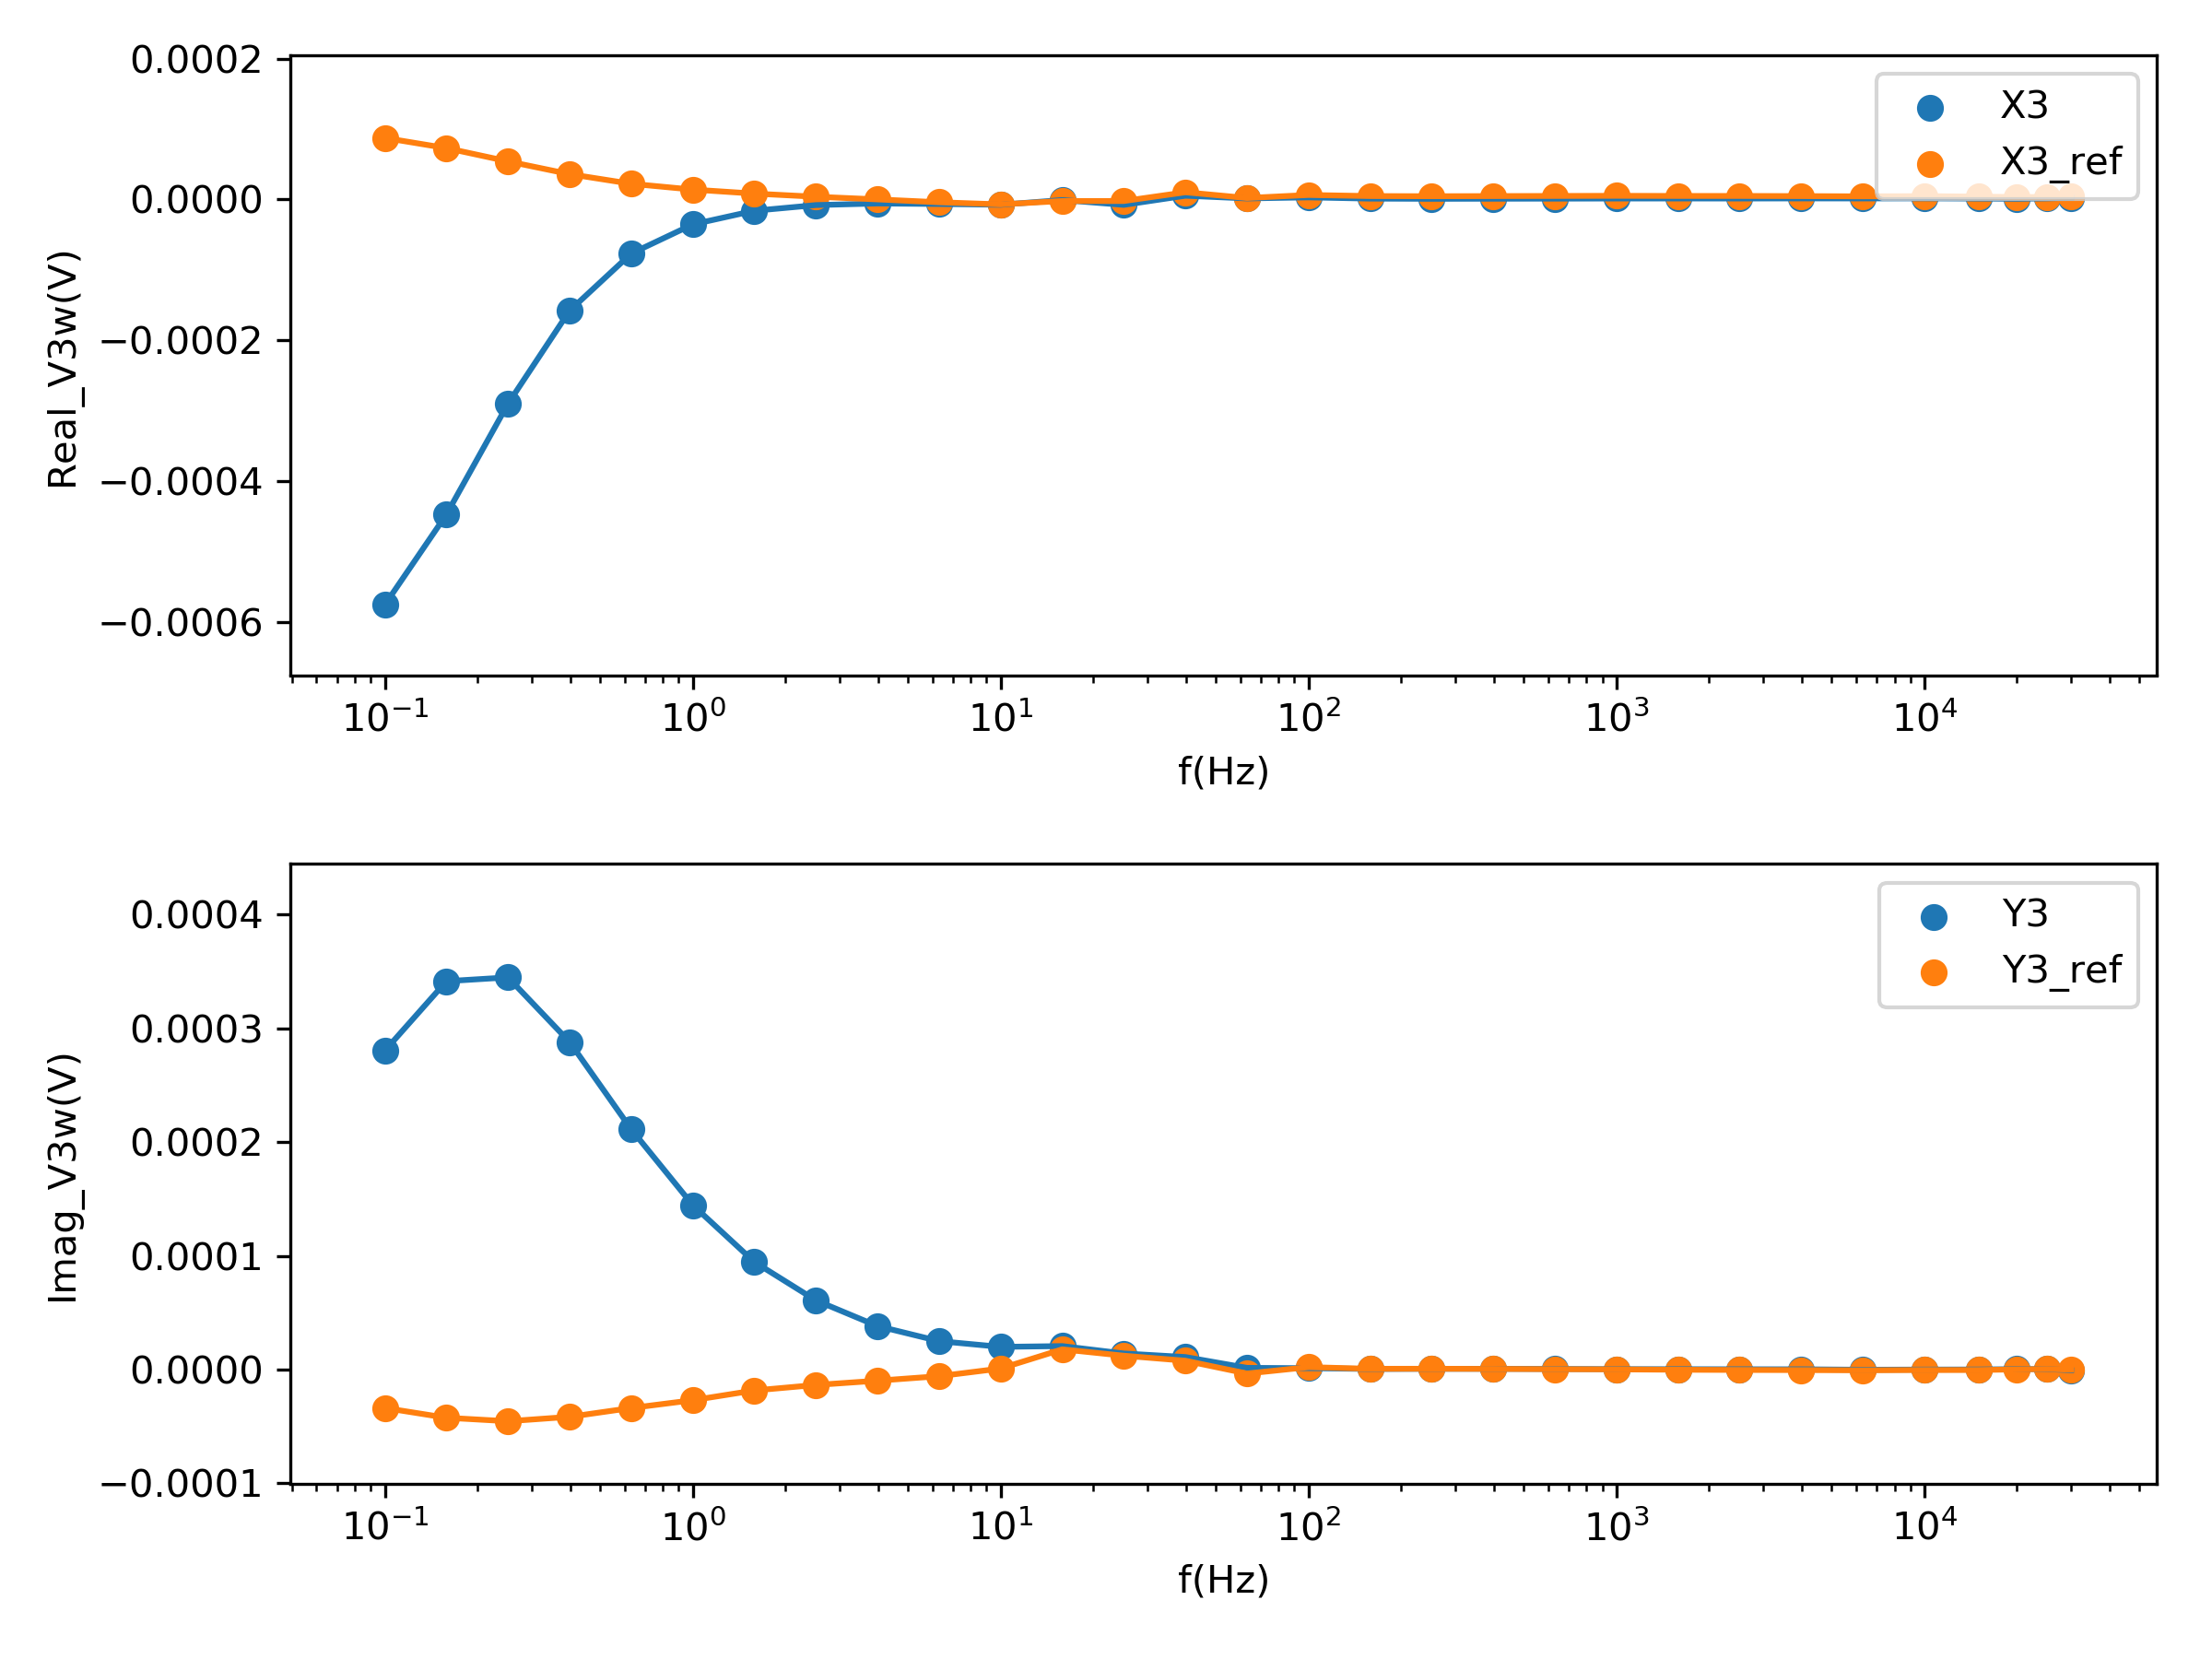 0.0002
0.0000
−0.0002
−0.0004
−0.0006
Real_V3w(V)
X3
X3_ref
10⁻¹ 10⁰ 10¹ 10² 10³ 10⁴
f(Hz)
0.0004
0.0003
0.0002
0.0001
0.0000
−0.0001
Imag_V3w(V)
Y3
Y3_ref
10⁻¹ 10⁰ 10¹ 10² 10³ 10⁴
f(Hz)